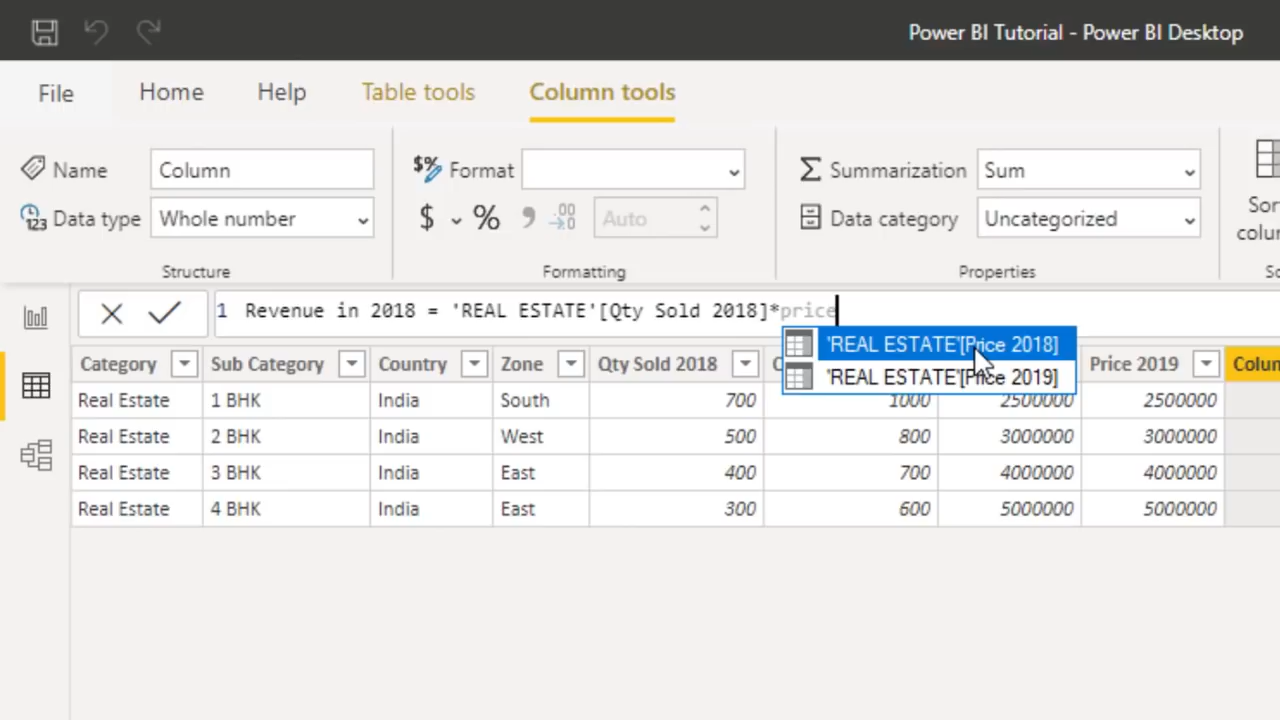 Power BI Tutorial - Power BI Desktop
File Home Help Table tools Column tools
Name Column $% Format Σ Summarization Sum
123 Data type Whole number $ % .00 Auto Data category Uncategorized
Structure Formatting Properties
1 Revenue in 2018 = 'REAL ESTATE'[Qty Sold 2018]*price
'REAL ESTATE'[Price 2018]
'REAL ESTATE'[Price 2019]
Category Sub Category Country Zone Qty Sold 2018 Price 2019
Real Estate 1 BHK India South 700 1000 2500000 2500000
Real Estate 2 BHK India West 500 800 3000000 3000000
Real Estate 3 BHK India East 400 700 4000000 4000000
Real Estate 4 BHK India East 300 600 5000000 5000000